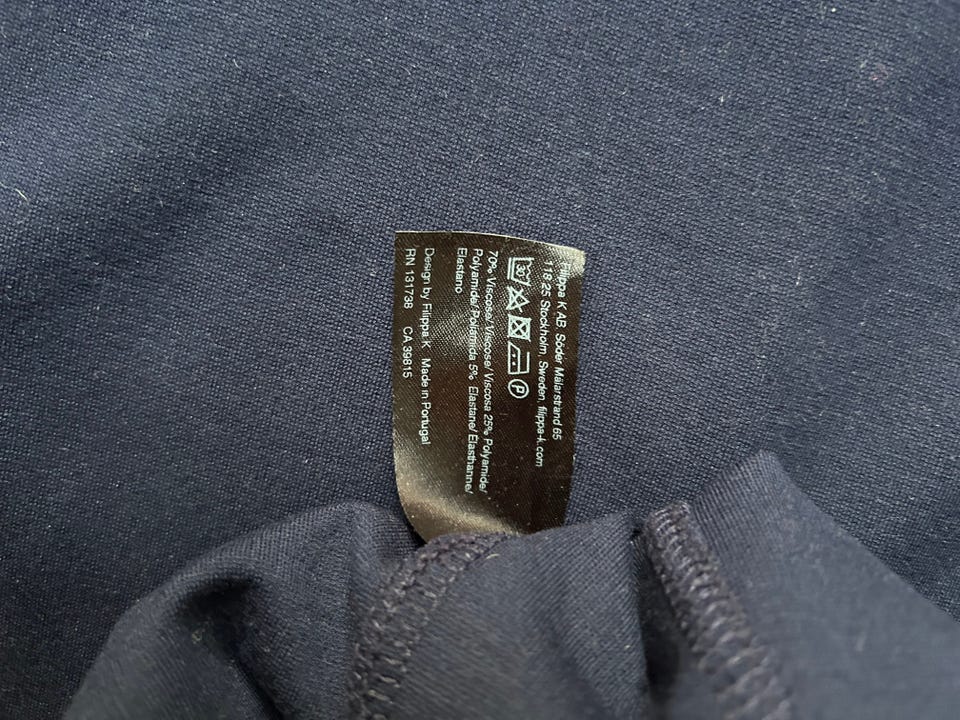 Filippa K AB. Söder Mälarstrand 65
118 25 Stockholm, Sweden, filippa-k.com
30 P
70% Viscose/ Viscose/ Viscosa 25% Polyamide/
Polyamide/ Poliamida 5% Elastane/ Elasthanne/
Elastano
Design by Filippa K Made in Portugal
RN 131738 CA 39815